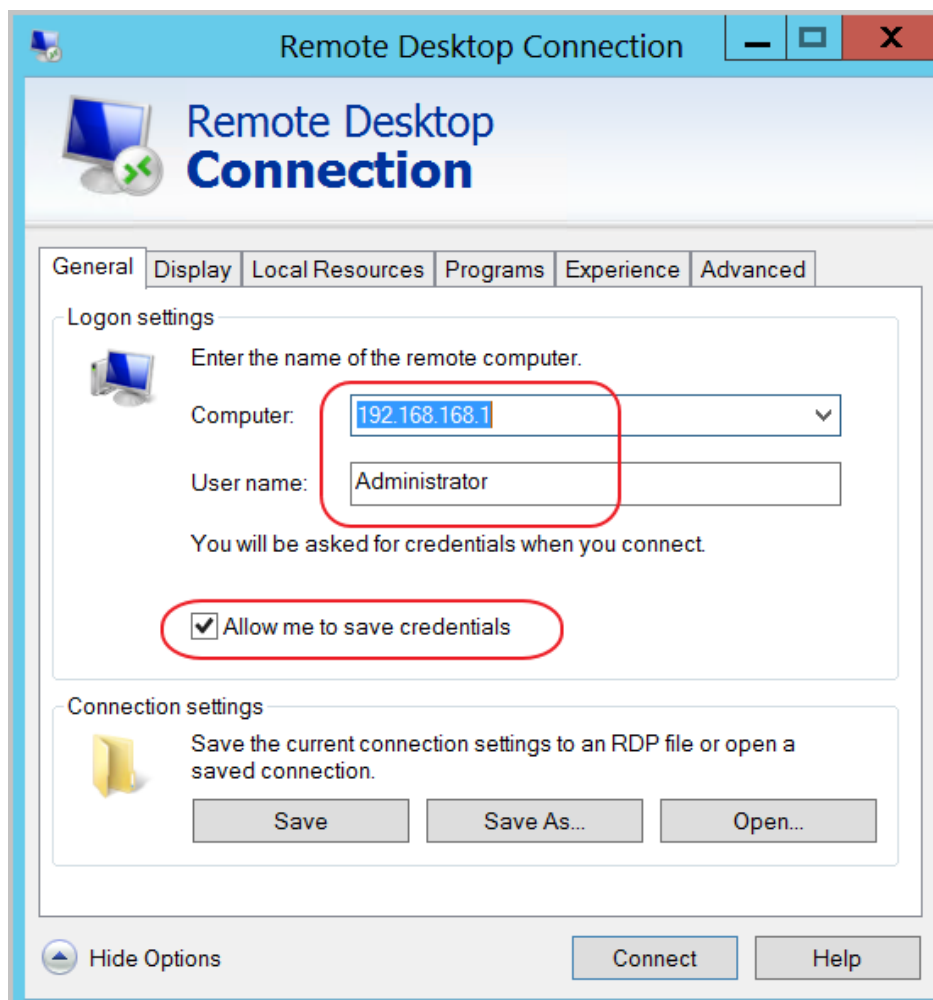 Remote Desktop Connection
Remote Desktop
Connection
General Display Local Resources Programs Experience Advanced
Logon settings
Enter the name of the remote computer.
Computer: 192.168.168.1
User name: Administrator
You will be asked for credentials when you connect.
Allow me to save credentials
Connection settings
Save the current connection settings to an RDP file or open a
saved connection.
Save Save As... Open...
Hide Options Connect Help